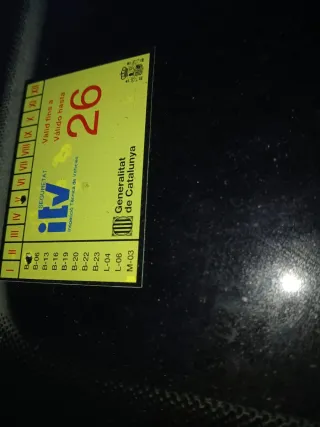 I II III IV VI VII VIII IX X XI XII
Vàlid fins a
Válido hasta
26
SEGURETAT
itv
Generalitat
de Catalunya
B-06
B-13
B-16
B-19
B-20
B-22
B-23
L-04
L-06
M-03